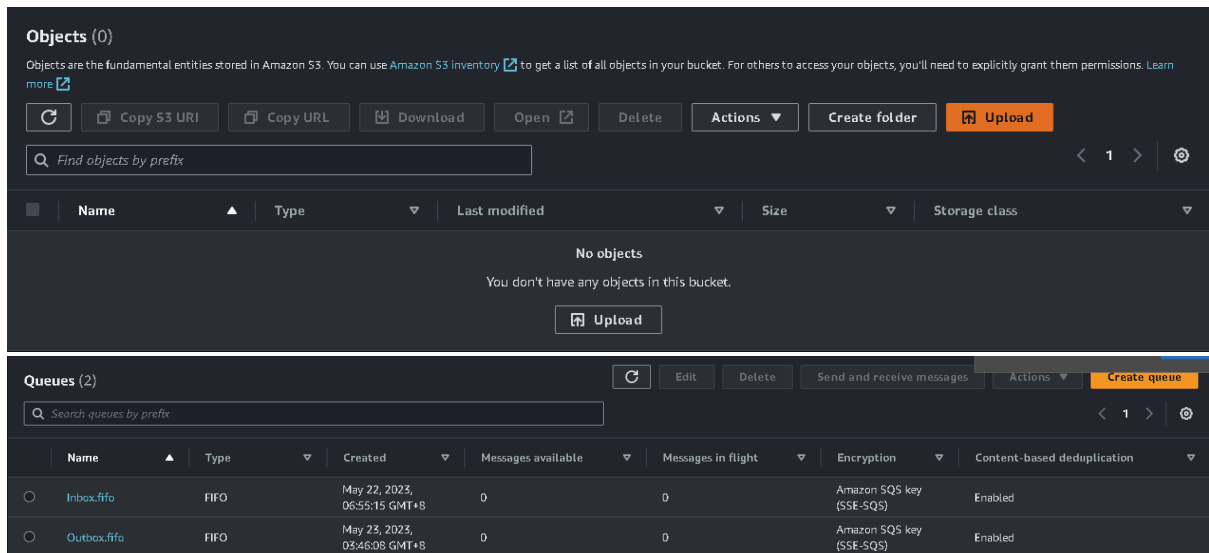 Objects (0)
Objects are the fundamental entities stored in Amazon S3. You can use Amazon S3 inventory to get a list of all objects in your bucket. For others to access your objects, you'll need to explicitly grant them permissions. Learn
more
Copy S3 URI Copy URL Download Open Delete Actions Create folder Upload
Find objects by prefix 1
Name Type Last modified Size Storage class
No objects
You don't have any objects in this bucket.
Upload
Queues (2) Edit Delete Send and receive messages Actions Create queue
Search queues by prefix 1
Name Type Created Messages available Messages in flight Encryption Content-based deduplication
Inbox.fifo FIFO May 22, 2023, 06:55:15 GMT+8 0 0 Amazon SQS key (SSE-SQS) Enabled
Outbox.fifo FIFO May 23, 2023, 03:46:08 GMT+8 0 0 Amazon SQS key (SSE-SQS) Enabled